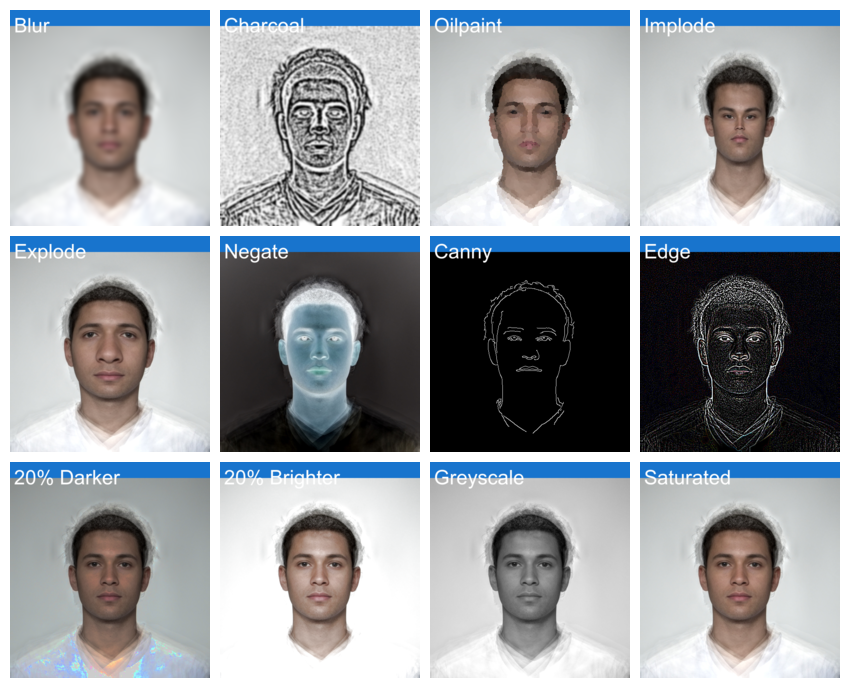 Blur
Charcoal
Oilpaint
Implode
Explode
Negate
Canny
Edge
20% Darker
20% Brighter
Greyscale
Saturated